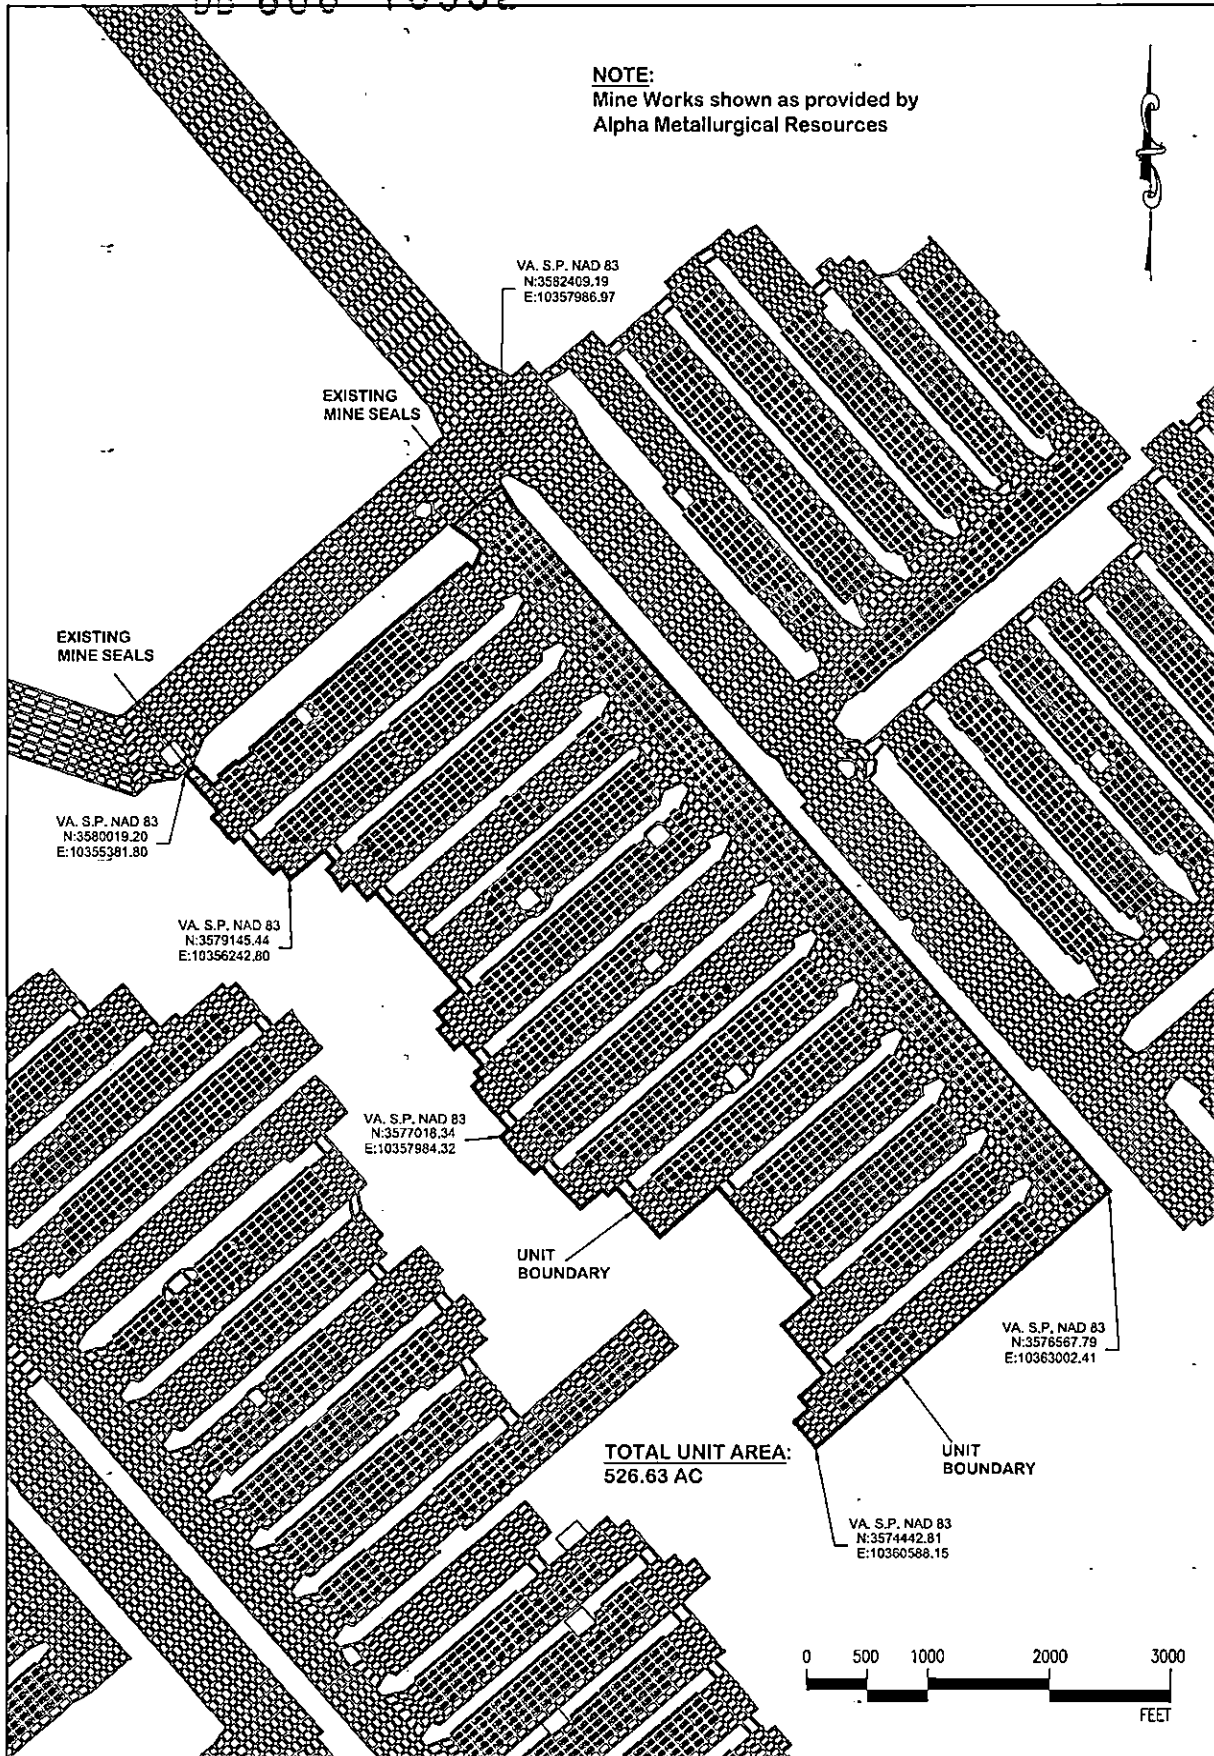 NOTE:
Mine Works shown as provided by
Alpha Metallurgical Resources
VA. S.P. NAD 83
N:3582409.19
E:10357986.97
EXISTING
MINE SEALS
EXISTING
MINE SEALS
VA. S.P. NAD 83
N:3580019.20
E:10355381.80
VA. S.P. NAD 83
N:3579145.44
E:10356242.80
VA. S.P. NAD 83
N:3577018.34
E:10357984.32
UNIT
BOUNDARY
VA. S.P. NAD 83
N:3576567.79
E:10363002.41
TOTAL UNIT AREA:
526.63 AC
UNIT
BOUNDARY
VA. S.P. NAD 83
N:3574442.81
E:10360588.15
0 500 1000 2000 3000
FEET